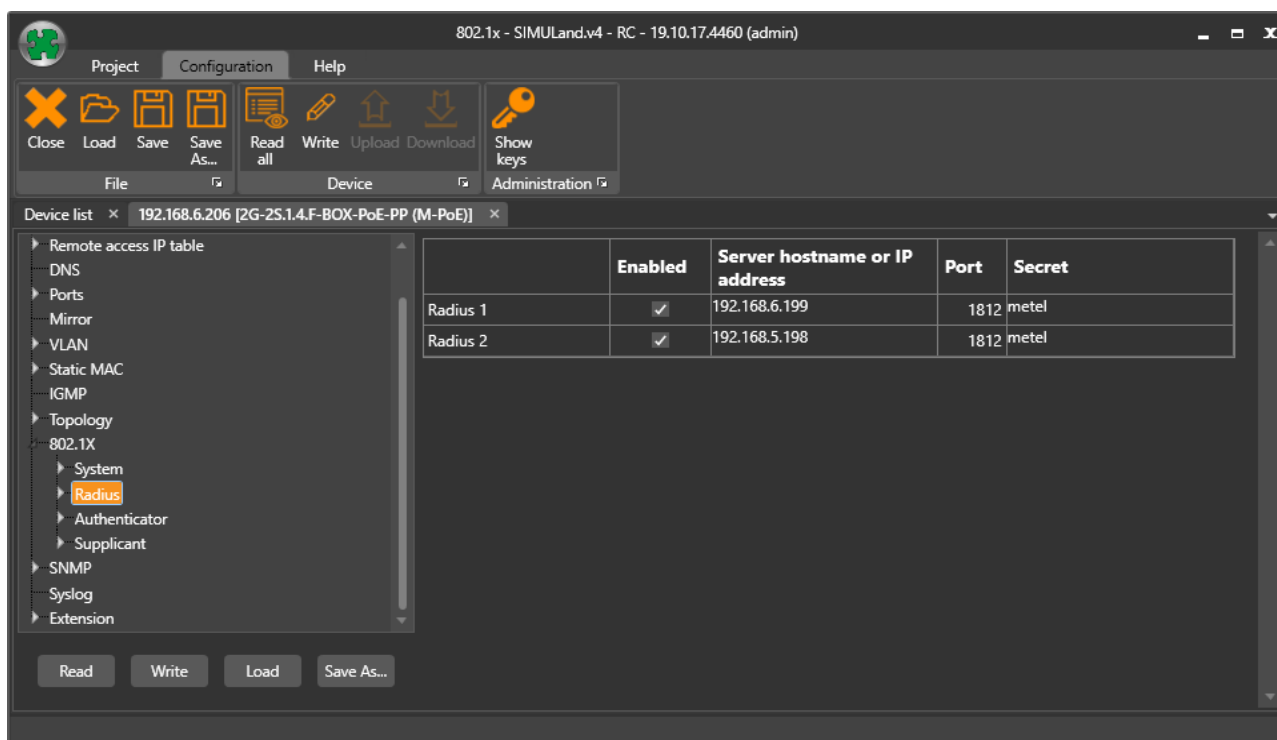 802.1x - SIMULand.v4 - RC - 19.10.17.4460 (admin)
Project Configuration Help
Close Load Save Save As... Read all Write Upload Download Show keys
File Device Administration
Device list × 192.168.6.206 [2G-2S.1.4.F-BOX-PoE-PP (M-PoE)] ×
Remote access IP table
DNS
Ports
Mirror
VLAN
Static MAC
IGMP
Topology
802.1X
System
Radius
Authenticator
Supplicant
SNMP
Syslog
Extension
Read Write Load Save As...
Enabled Server hostname or IP address Port Secret
Radius 1 192.168.6.199 1812 metel
Radius 2 192.168.5.198 1812 metel